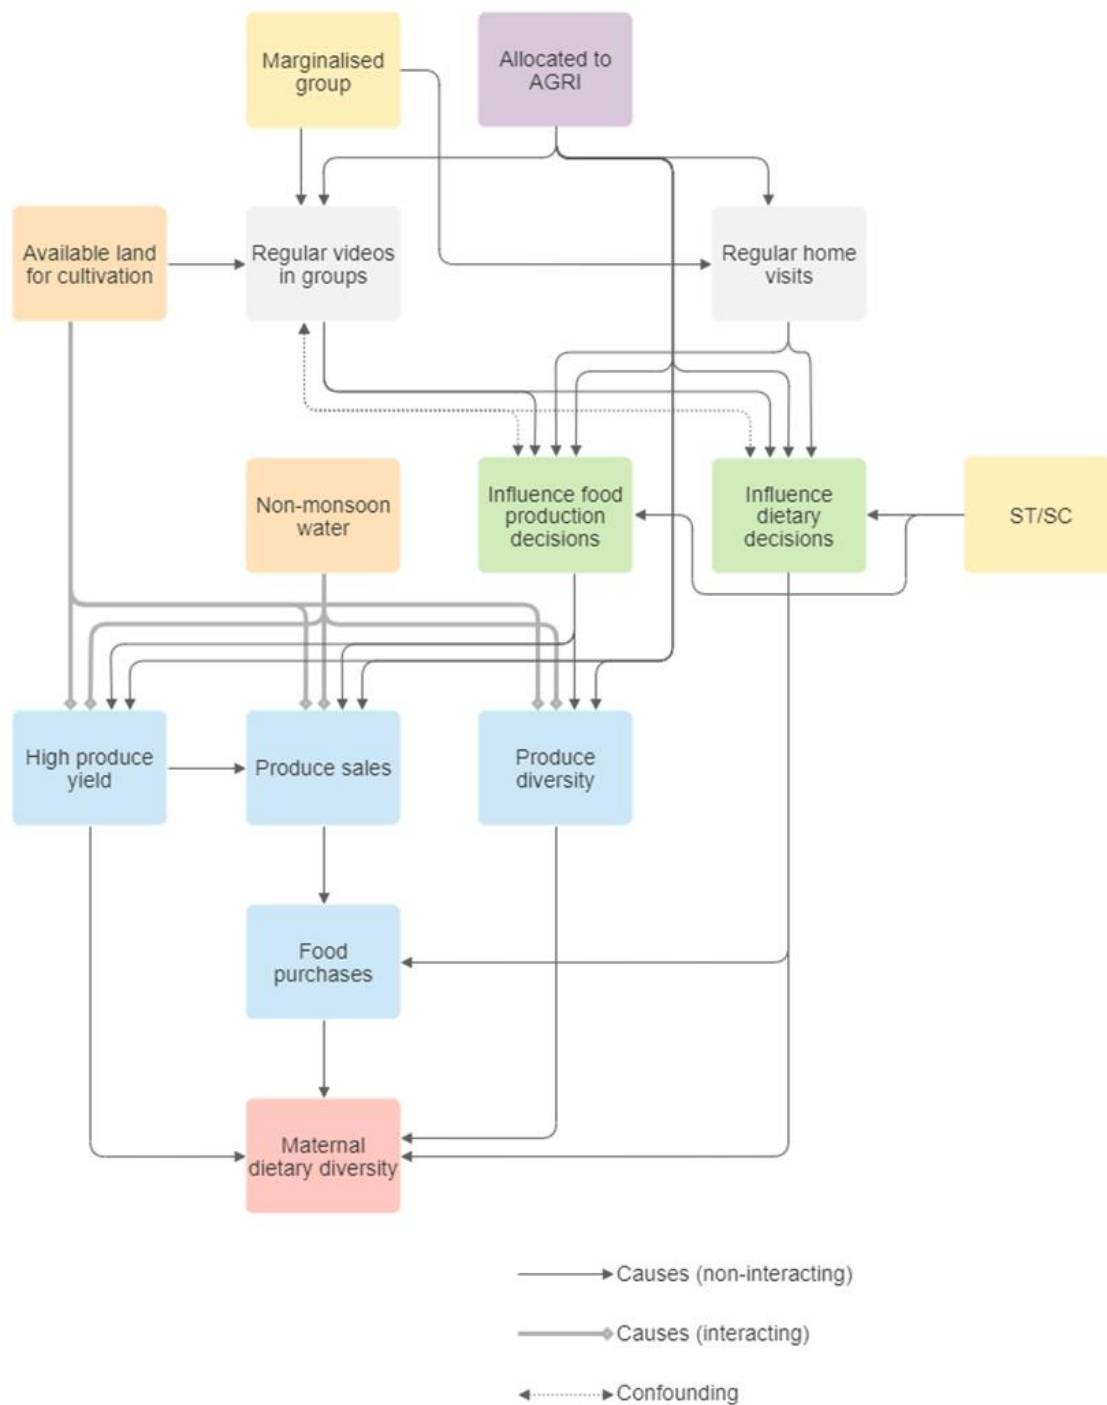 Marginalised
group
Allocated to
AGRI
Available land
for cultivation
Regular videos
in groups
Regular home
visits
Non-monsoon
water
Influence food
production
decisions
Influence
dietary
decisions
ST/SC
High produce
yield
Produce sales
Produce
diversity
Food
purchases
Maternal
dietary diversity
Causes (non-interacting)
Causes (interacting)
Confounding